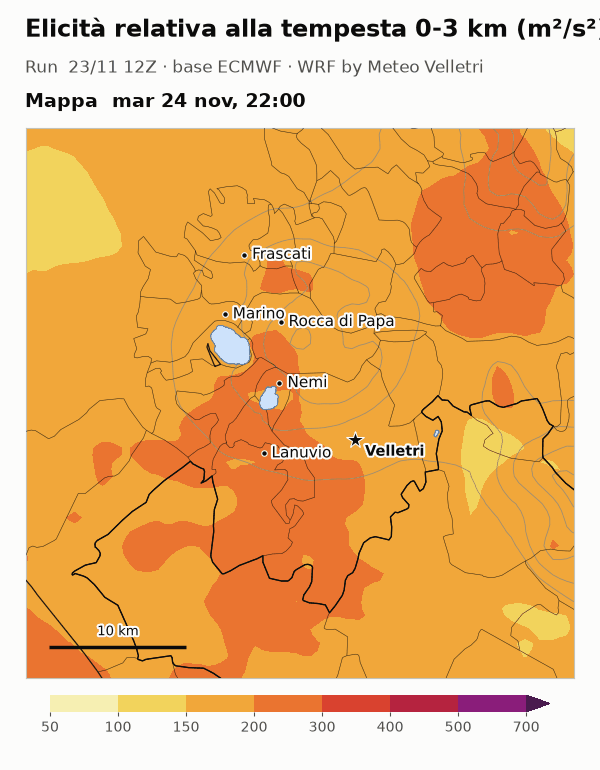 Elicità relativa alla tempesta 0-3 km (m²/s²)
Run 23/11 12Z · base ECMWF · WRF by Meteo Velletri
Mappa mar 24 nov, 22:00
Frascati
Marino
Rocca di Papa
Nemi
Velletri
Lanuvio
10 km
50 100 150 200 300 400 500 700